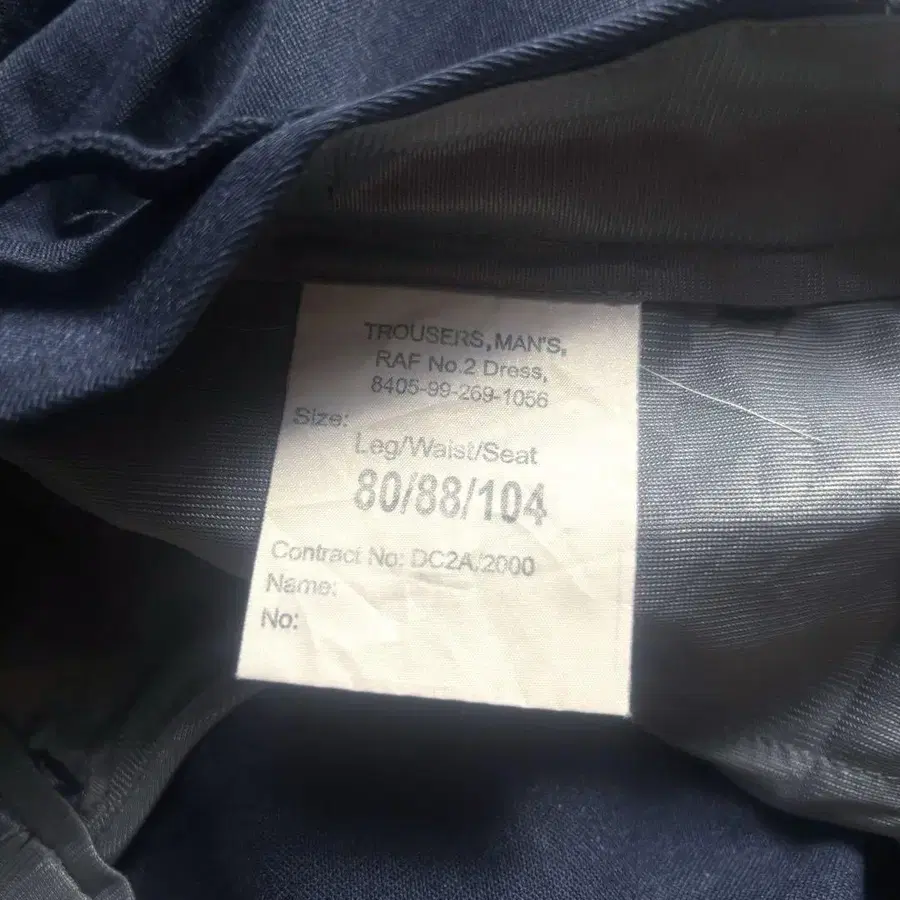 TROUSERS, MAN'S,
RAF No.2 Dress,
8405-99-269-1056
Size:
Leg/Waist/Seat
80/88/104
Contract No: DC2A/2000
Name:
No: